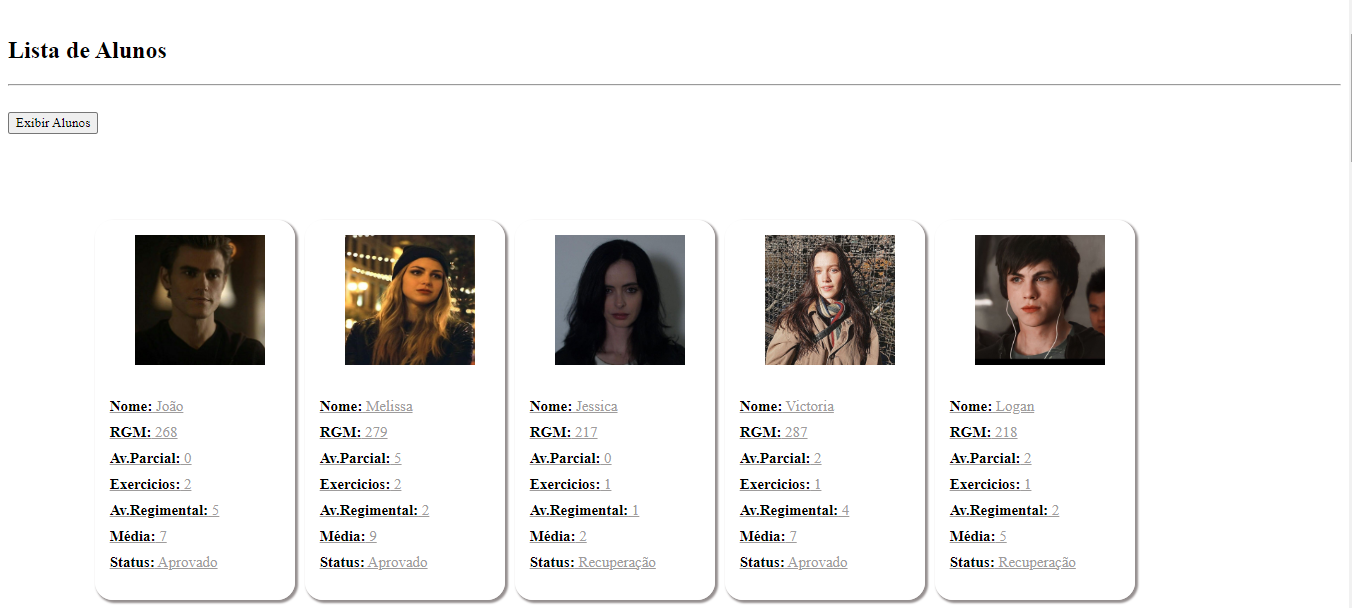 Lista de Alunos
Exibir Alunos
Nome: João
RGM: 268
Av.Parcial: 0
Exercicios: 2
Av.Regimental: 5
Média: 7
Status: Aprovado
Nome: Melissa
RGM: 279
Av.Parcial: 5
Exercicios: 2
Av.Regimental: 2
Média: 9
Status: Aprovado
Nome: Jessica
RGM: 217
Av.Parcial: 0
Exercicios: 1
Av.Regimental: 1
Média: 2
Status: Recuperação
Nome: Victoria
RGM: 287
Av.Parcial: 2
Exercicios: 1
Av.Regimental: 4
Média: 7
Status: Aprovado
Nome: Logan
RGM: 218
Av.Parcial: 2
Exercicios: 1
Av.Regimental: 2
Média: 5
Status: Recuperação